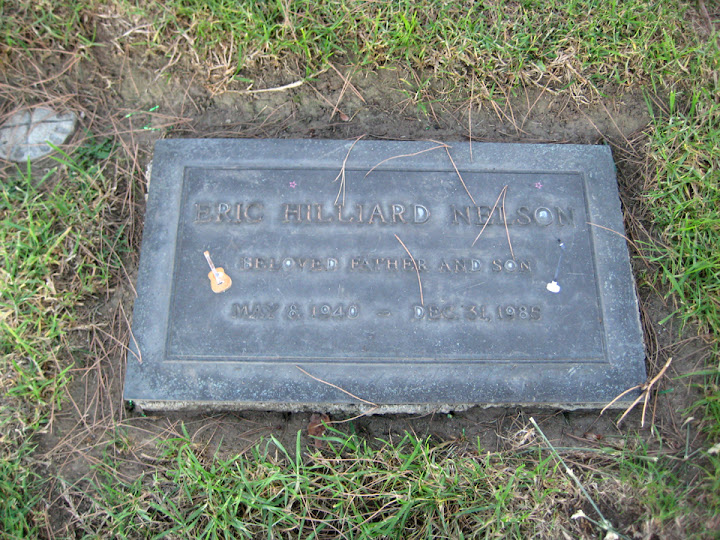 ERIC HILLIARD NELSON
BELOVED FATHER AND SON
MAY 8, 1940 – DEC. 31, 1985